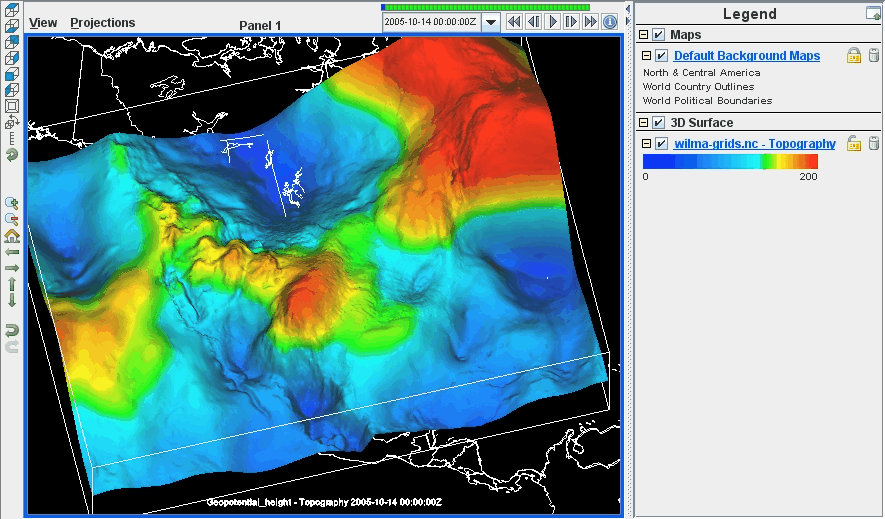 View Projections
Panel 1
2005-10-14 00:00:00Z
Geopotential_height - Topography 2005-10-14 00:00:00Z
Legend
Maps
Default Background Maps
North & Central America
World Country Outlines
World Political Boundaries
3D Surface
wilma-grids.nc - Topography
0 200